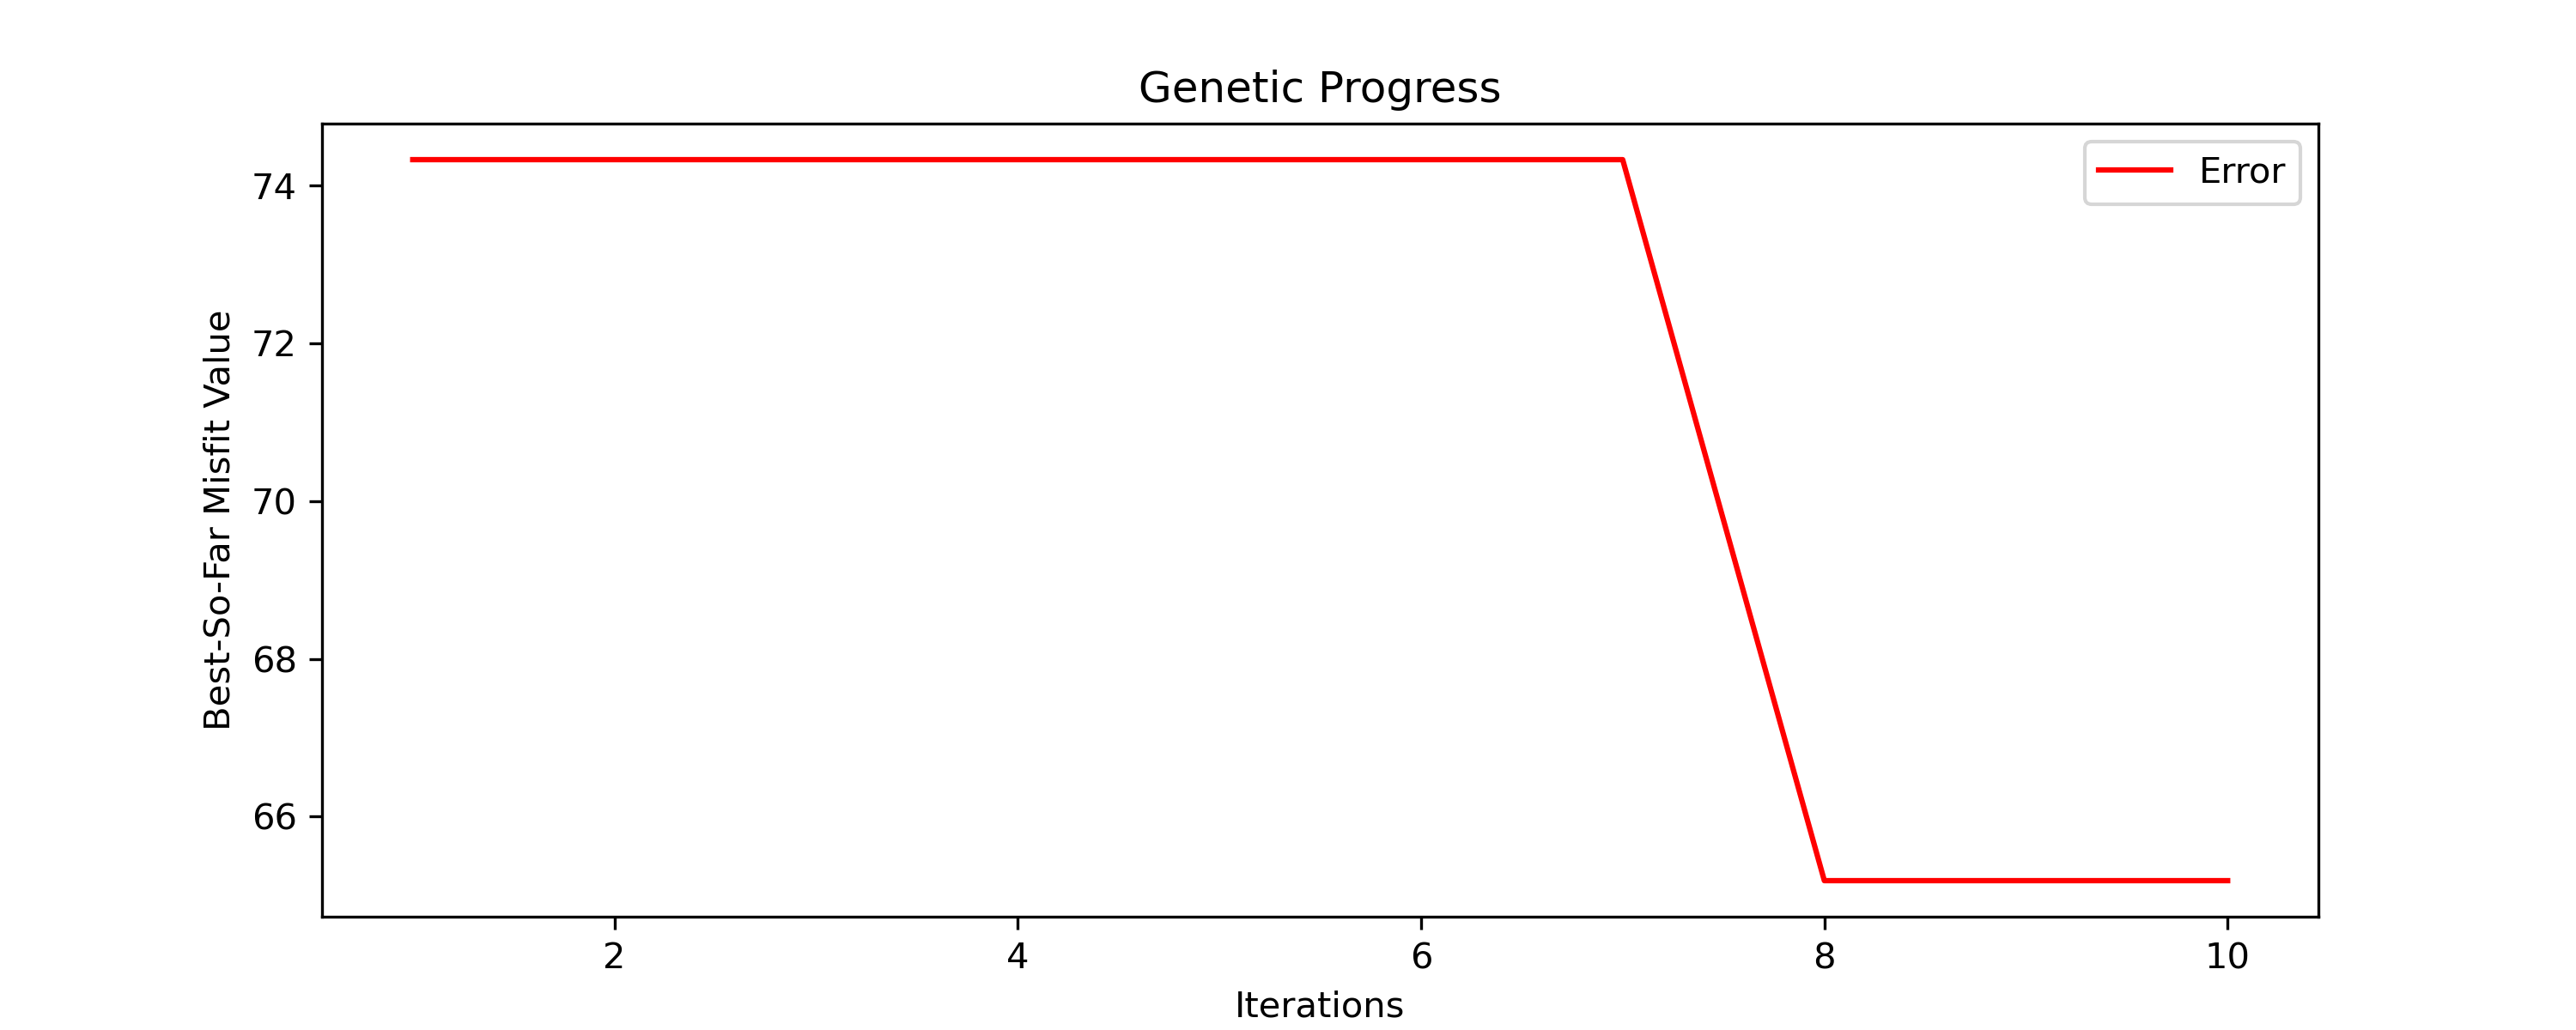 Genetic Progress
Error
Best-So-Far Misfit Value
74
72
70
68
66
2 4 6 8 10
Iterations